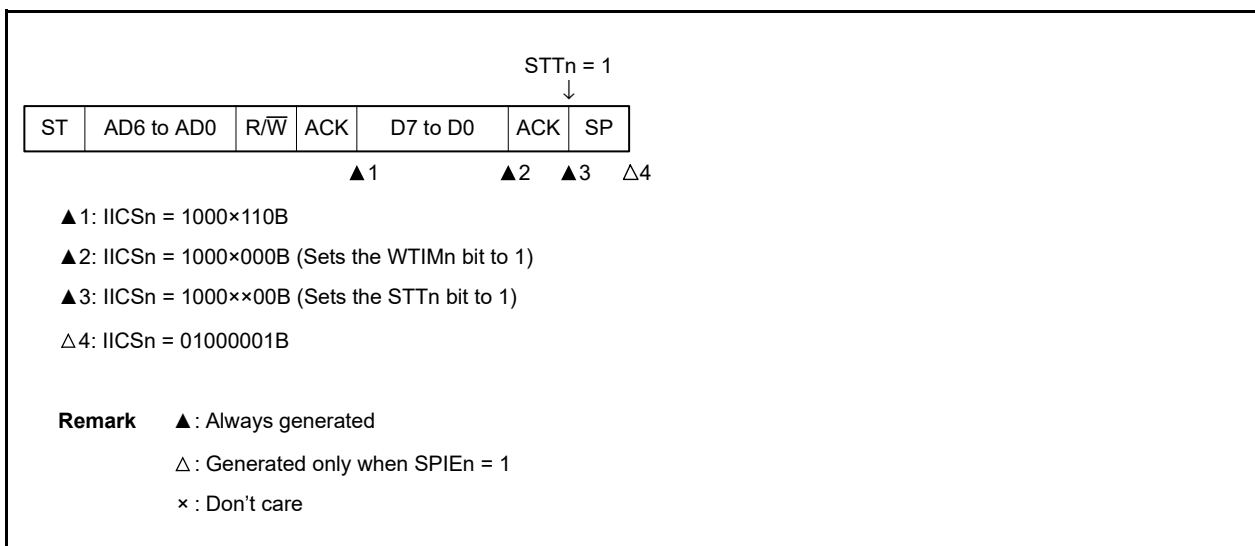 STTn = 1
↓
ST AD6 to AD0 R/W̅ ACK D7 to D0 ACK SP
▲1 ▲2 ▲3 △4
▲1: IICSn = 1000×110B
▲2: IICSn = 1000×000B (Sets the WTIMn bit to 1)
▲3: IICSn = 1000××00B (Sets the STTn bit to 1)
△4: IICSn = 01000001B
Remark ▲: Always generated
△: Generated only when SPIEn = 1
×: Don’t care